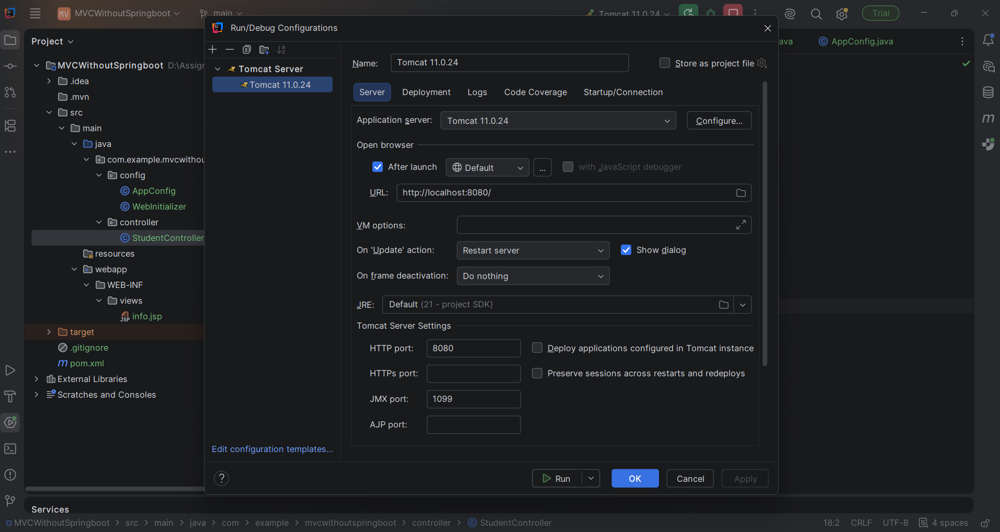 MV MVCWithoutSpringboot main Tomcat 11.0.24 Trial
Project
MVCWithoutSpringboot D:\Assig
.idea
.mvn
src
main
java
com.example.mvcwithou
config
AppConfig
WebInitializer
controller
StudentController
resources
webapp
WEB-INF
views
JSP info.jsp
target
.gitignore
m pom.xml
External Libraries
Scratches and Consoles
Run/Debug Configurations
Tomcat Server
Tomcat 11.0.24
Edit configuration templates...
Name: Tomcat 11.0.24 Store as project file
Server Deployment Logs Code Coverage Startup/Connection
Application server: Tomcat 11.0.24 Configure...
Open browser
After launch Default ... with JavaScript debugger
URL: http://localhost:8080/
VM options:
On 'Update' action: Restart server Show dialog
On frame deactivation: Do nothing
JRE: Default (21 - project SDK)
Tomcat Server Settings
HTTP port: 8080 Deploy applications configured in Tomcat instance
HTTPs port: Preserve sessions across restarts and redeploys
JMX port: 1099
AJP port:
? Run OK Cancel Apply
ava AppConfig.java
m
Services
MVCWithoutSpringboot > src > main > java > com > example > mvcwithoutspringboot > controller > StudentController
18:2 CRLF UTF-8 4 spaces